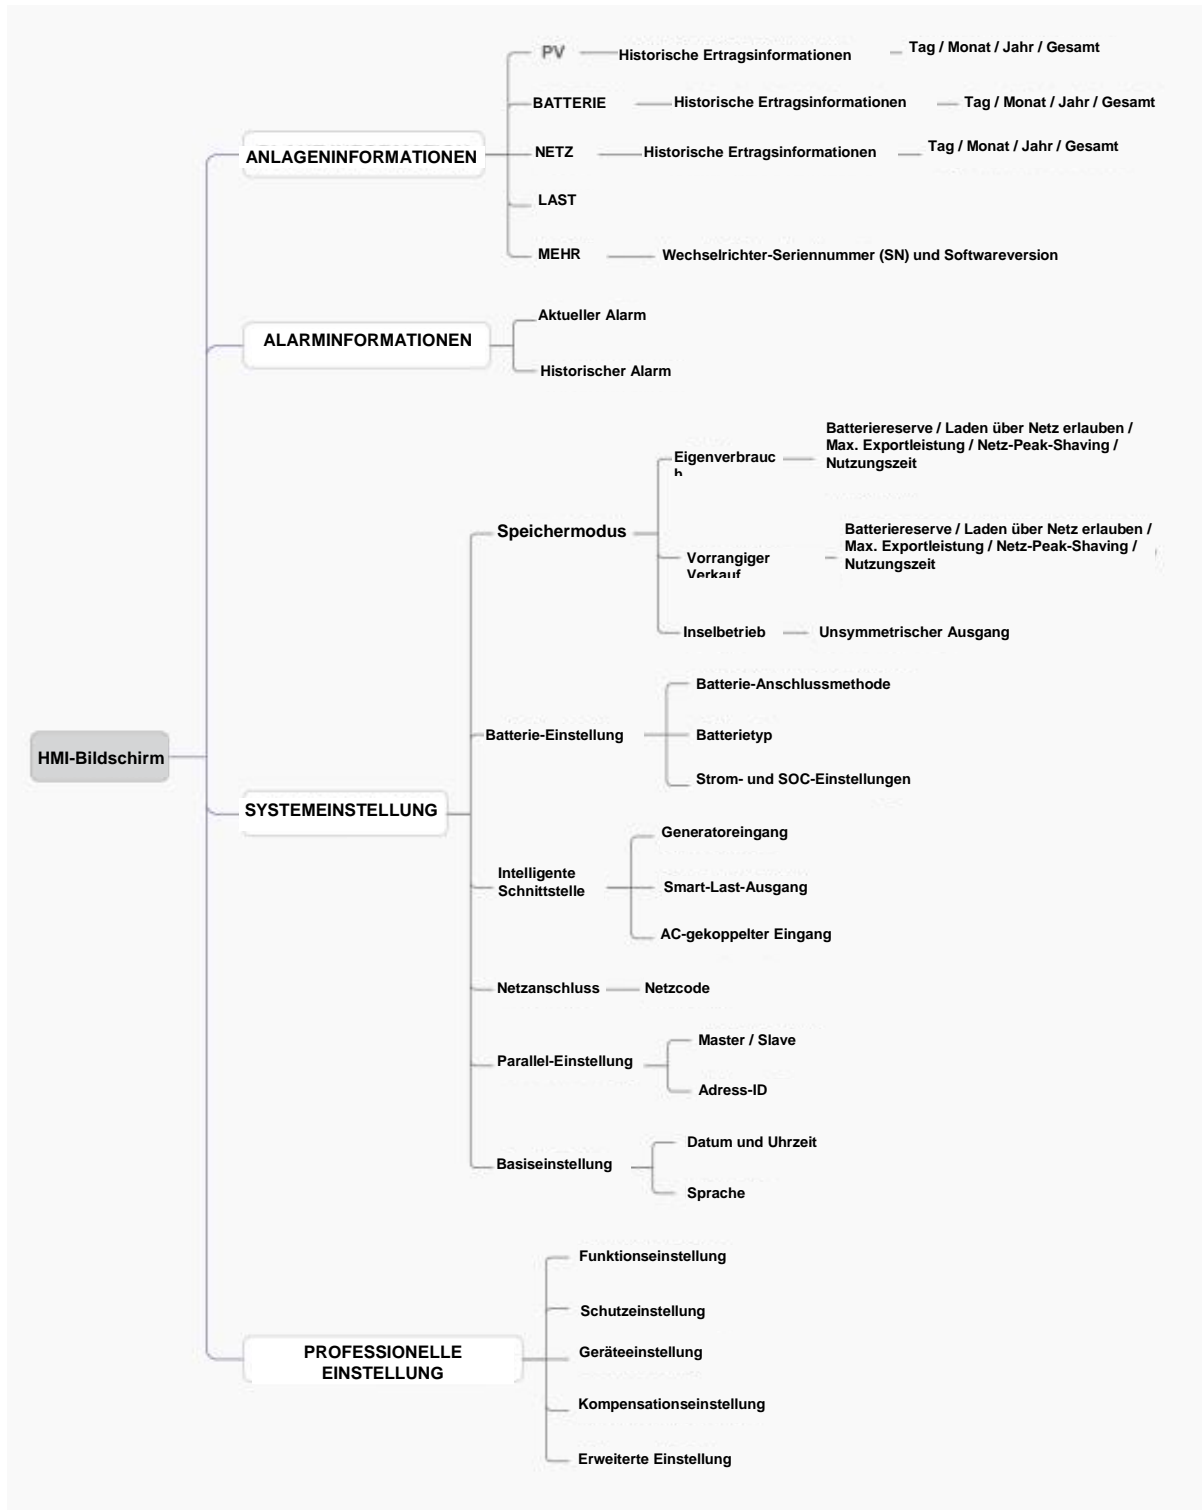 HMI-Bildschirm
ANLAGENINFORMATIONEN
PV
Historische Ertragsinformationen
Tag / Monat / Jahr / Gesamt
BATTERIE
Historische Ertragsinformationen
Tag / Monat / Jahr / Gesamt
NETZ
Historische Ertragsinformationen
Tag / Monat / Jahr / Gesamt
LAST
MEHR
Wechselrichter-Seriennummer (SN) und Softwareversion
ALARMINFORMATIONEN
Aktueller Alarm
Historischer Alarm
SYSTEMEINSTELLUNG
Speichermodus
Eigenverbrauc
h
Batteriereserve / Laden über Netz erlauben /
Max. Exportleistung / Netz-Peak-Shaving /
Nutzungszeit
Vorrangiger
Verkauf
Batteriereserve / Laden über Netz erlauben /
Max. Exportleistung / Netz-Peak-Shaving /
Nutzungszeit
Inselbetrieb
Unsymmetrischer Ausgang
Batterie-Einstellung
Batterie-Anschlussmethode
Batterietyp
Strom- und SOC-Einstellungen
Intelligente
Schnittstelle
Generatoreingang
Smart-Last-Ausgang
AC-gekoppelter Eingang
Netzanschluss
Netzcode
Parallel-Einstellung
Master / Slave
Adress-ID
Basiseinstellung
Datum und Uhrzeit
Sprache
PROFESSIONELLE
EINSTELLUNG
Funktionseinstellung
Schutzeinstellung
Geräteeinstellung
Kompensationseinstellung
Erweiterte Einstellung